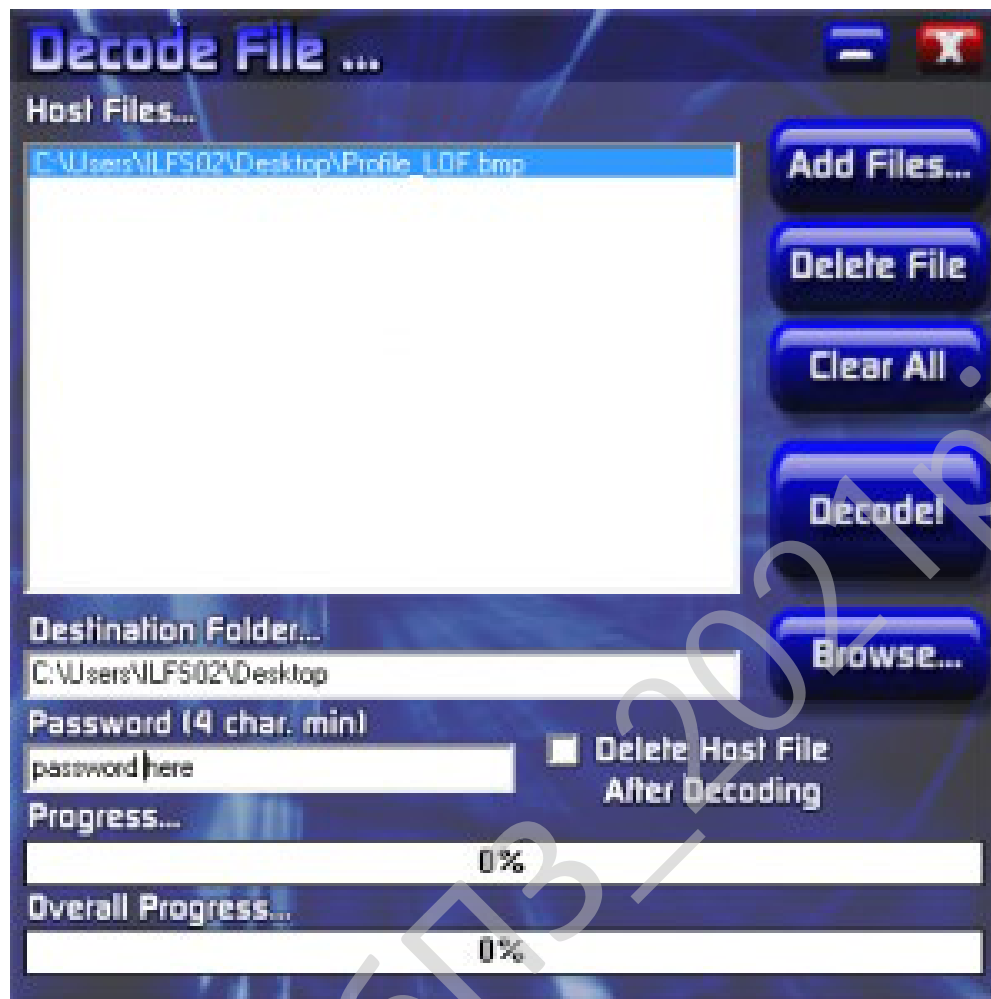 Decode File ...
X
Host Files...
C:\Users\ILFS02\Desktop\Profile_LOF.bmp
Add Files...
Delete File
Clear All
Decode!
Destination Folder...
C:\Users\ILFS02\Desktop
Browse...
Password (4 char. min)
password here
Delete Host File
After Decoding
Progress...
0%
Overall Progress...
0%
ПЗ_2021р